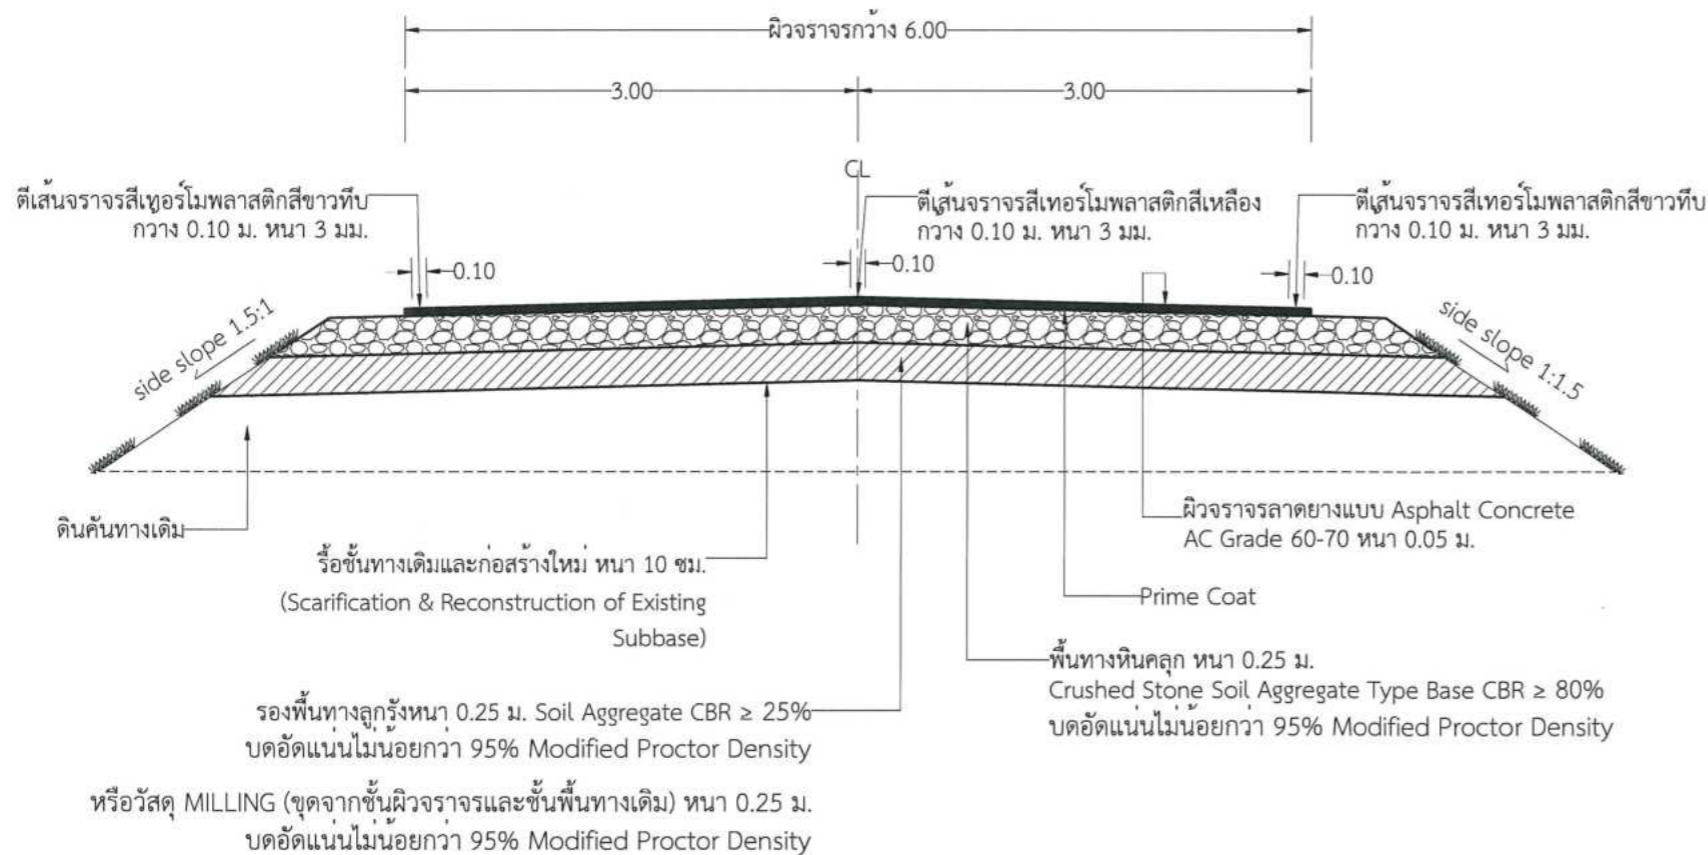 ผิวจราจรกว้าง 6.00
3.00
3.00
CL
ตีเส้นจราจรสีเทอร์โมพลาสติกสีขาวทึบ
กว้าง 0.10 ม. หนา 3 มม.
ตีเส้นจราจรสีเทอร์โมพลาสติกสีเหลือง
กว้าง 0.10 ม. หนา 3 มม.
ตีเส้นจราจรสีเทอร์โมพลาสติกสีขาวทึบ
กว้าง 0.10 ม. หนา 3 มม.
0.10
0.10
0.10
side slope 1.5:1
side slope 1:1.5
ดินคันทางเดิม
รื้อชั้นทางเดิมและก่อสร้างใหม่ หนา 10 ซม.
(Scarification & Reconstruction of Existing
Subbase)
ผิวจราจรลาดยางแบบ Asphalt Concrete
AC Grade 60-70 หนา 0.05 ม.
Prime Coat
พื้นทางหินคลุก หนา 0.25 ม.
Crushed Stone Soil Aggregate Type Base CBR ≥ 80%
บดอัดแน่นไม่น้อยกว่า 95% Modified Proctor Density
รองพื้นทางลูกรังหนา 0.25 ม. Soil Aggregate CBR ≥ 25%
บดอัดแน่นไม่น้อยกว่า 95% Modified Proctor Density
หรือวัสดุ MILLING (ขุดจากชั้นผิวจราจรและชั้นพื้นทางเดิม) หนา 0.25 ม.
บดอัดแน่นไม่น้อยกว่า 95% Modified Proctor Density